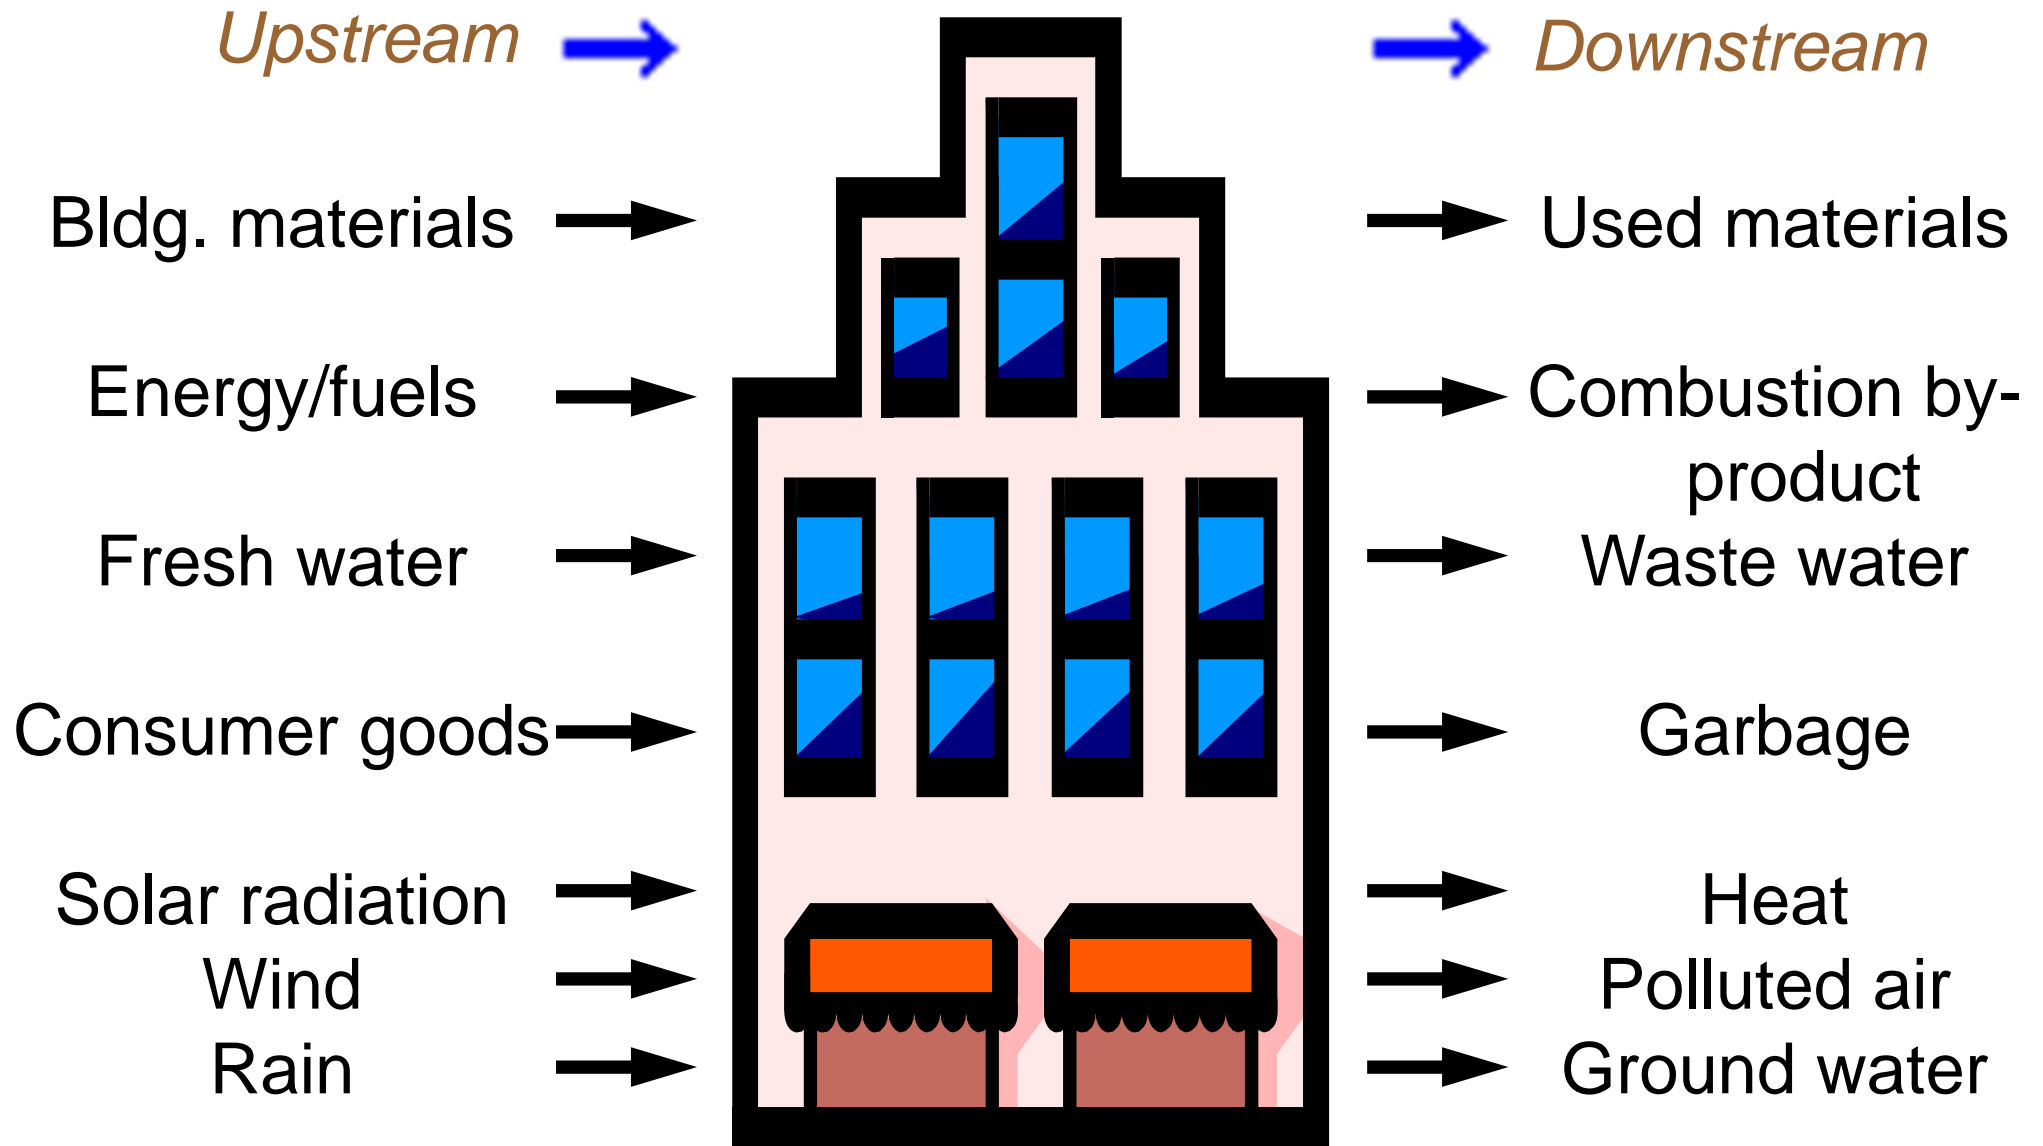 Upstream
Downstream
Bldg. materials
Used materials
Energy/fuels
Combustion by-
product
Fresh water
Waste water
Consumer goods
Garbage
Solar radiation
Heat
Wind
Polluted air
Rain
Ground water